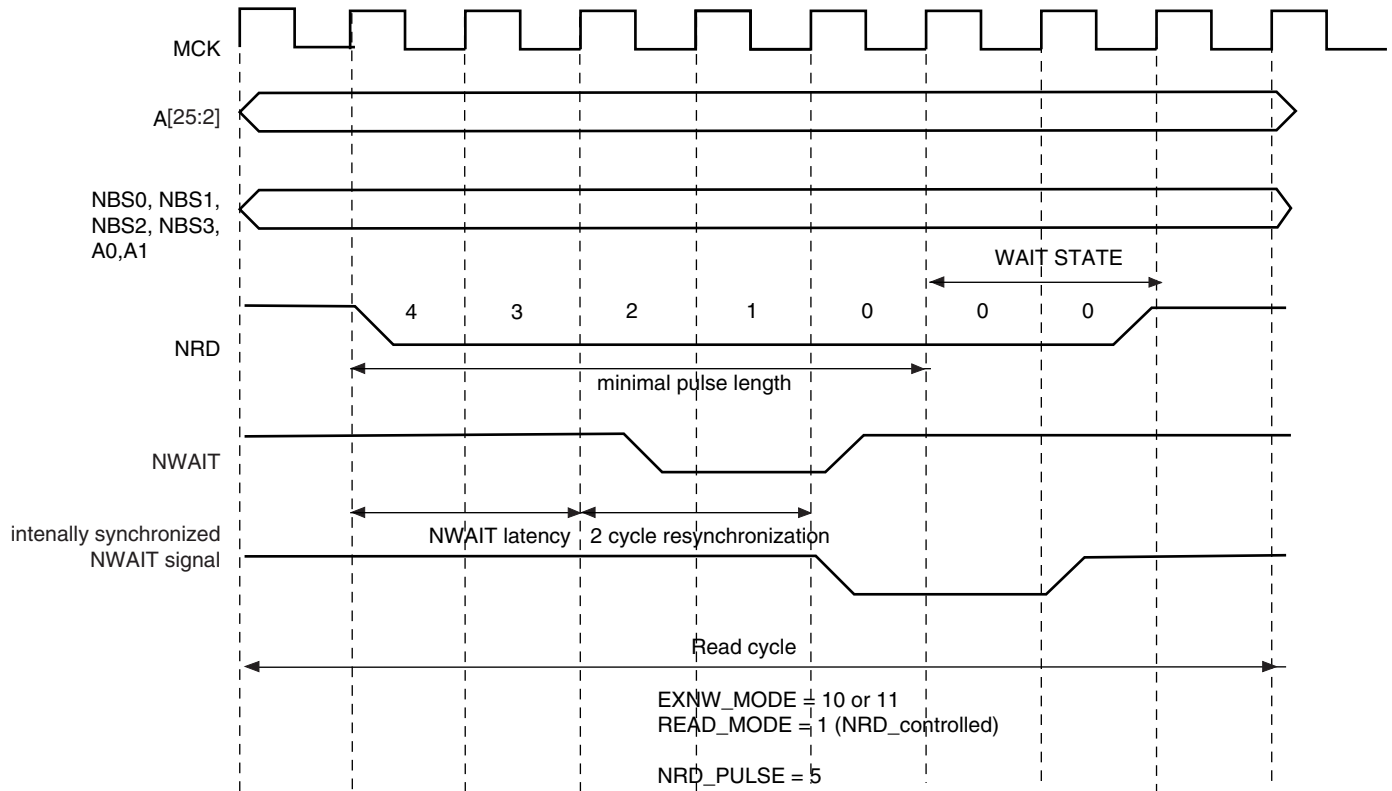 MCK
A[25:2]
NBS0, NBS1,
NBS2, NBS3,
A0,A1
WAIT STATE
4 3 2 1 0 0 0
NRD
minimal pulse length
NWAIT
NWAIT latency 2 cycle resynchronization
intenally synchronized
NWAIT signal
Read cycle
EXNW_MODE = 10 or 11
READ_MODE = 1 (NRD_controlled)
NRD_PULSE = 5